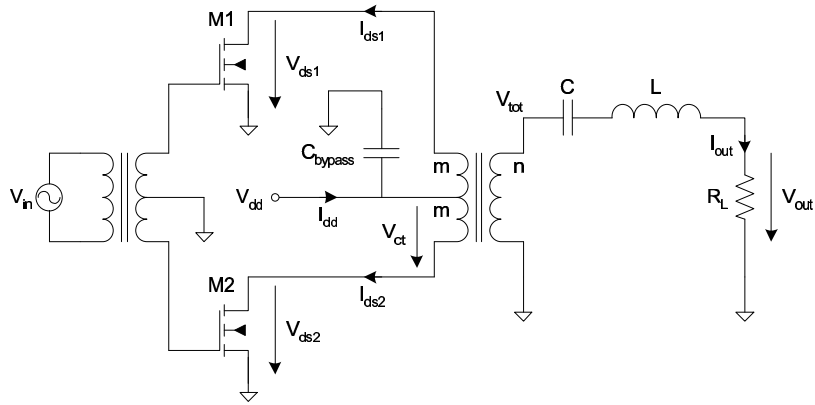 M1
I_ds1
V_ds1
C
L
V_tot
I_out
C_bypass
m
n
V_in
V_dd
I_dd
m
R_L
V_out
V_ct
M2
I_ds2
V_ds2